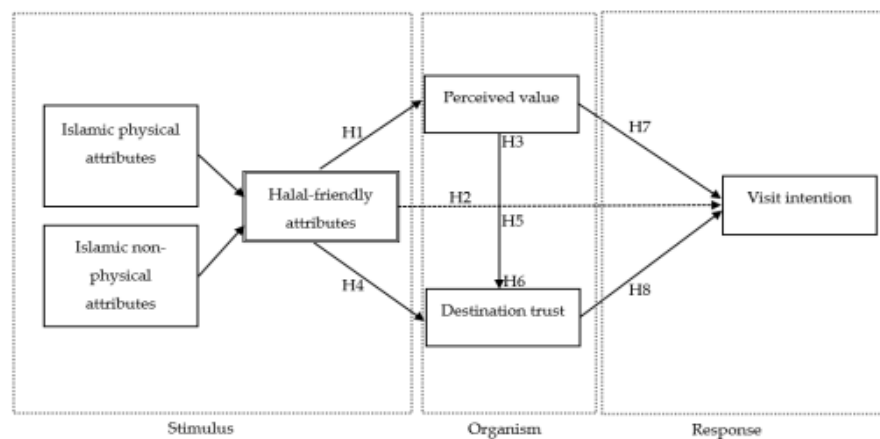 Islamic physical
attributes
Islamic non-
physical
attributes
Halal-friendly
attributes
H1
H2
H4
Perceived value
H3
H5
H6
Destination trust
H7
H8
Visit intention
Stimulus
Organism
Response